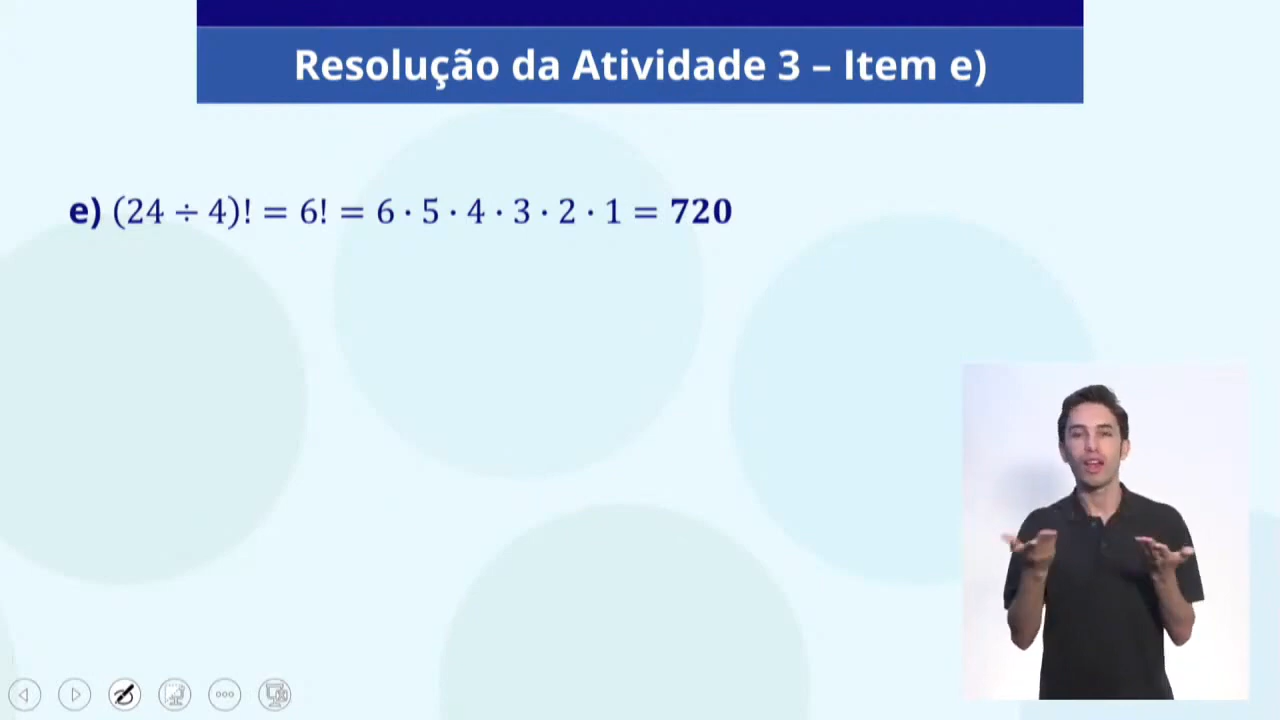 Resolução da Atividade 3 – Item e)
e) (24 ÷ 4)! = 6! = 6 · 5 · 4 · 3 · 2 · 1 = 720